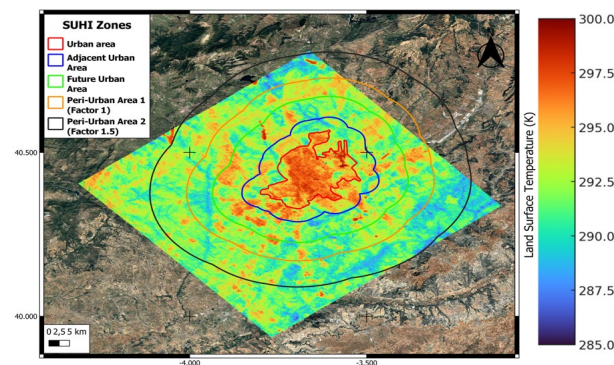 SUHI Zones
Urban area
Adjacent Urban
Area
Future Urban
Area
Peri-Urban Area 1
(Factor 1)
Peri-Urban Area 2
(Factor 1.5)
40.500
40.000
0 2,5 5 km
-4.000
-3.500
Land Surface Temperature (K)
300.0
297.5
295.0
292.5
290.0
287.5
285.0